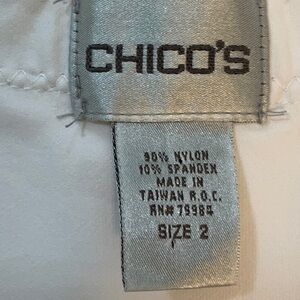 CHICO'S
90% NYLON
10% SPANDEX
MADE IN
TAIWAN R.O.C.
RN# 79984
SIZE 2